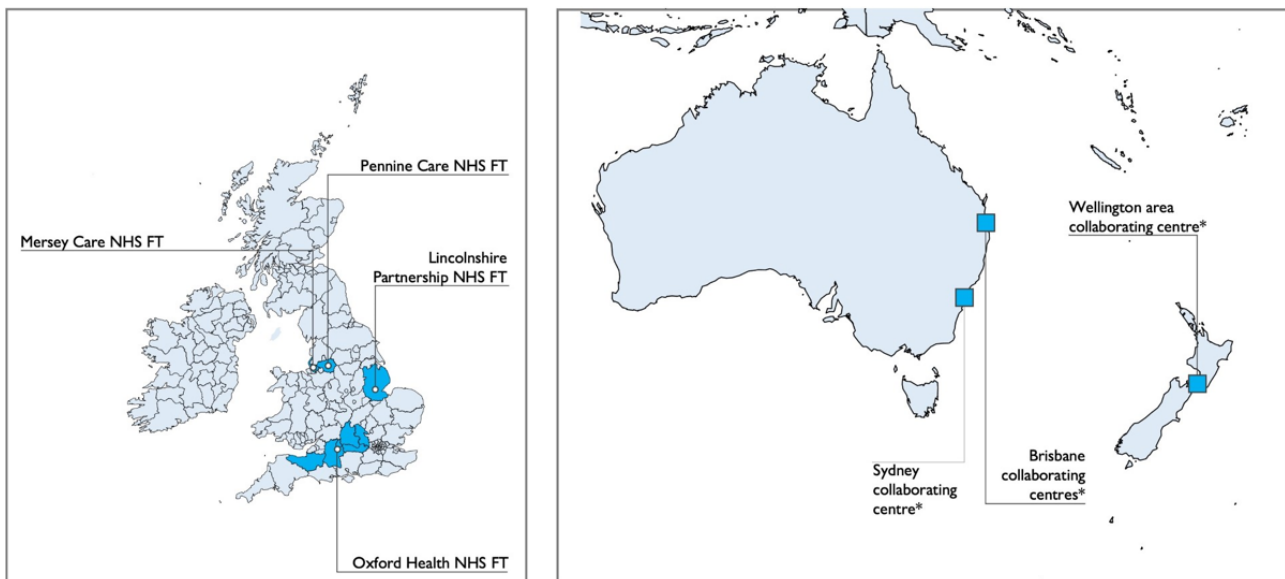 Pennine Care NHS FT
Mersey Care NHS FT
Lincolnshire
Partnership NHS FT
Oxford Health NHS FT
Wellington area
collaborating centre*
Sydney
collaborating
centre*
Brisbane
collaborating
centres*